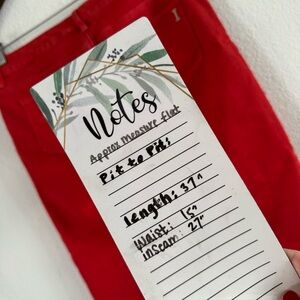 Notes
Approx Measure flat
Pit to Pit:
Length: 37"
Waist: 15"
inseam: 27"